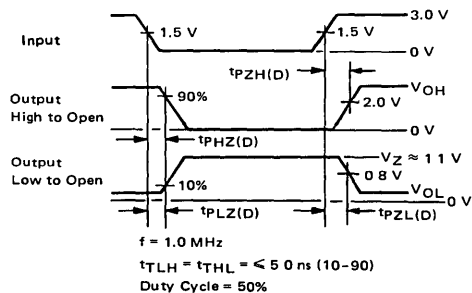 3.0 V
Input
1.5 V
1.5 V
0 V
tPZH(D)
Output
High to Open
90%
VOH
2.0 V
0 V
tPHZ(D)
Output
Low to Open
VZ ≈ 1 1 V
0 8 V
10%
VOL
0 V
tPLZ(D)
tPZL(D)
f = 1.0 MHz
tTLH = tTHL = ≤ 5 0 ns (10-90)
Duty Cycle = 50%